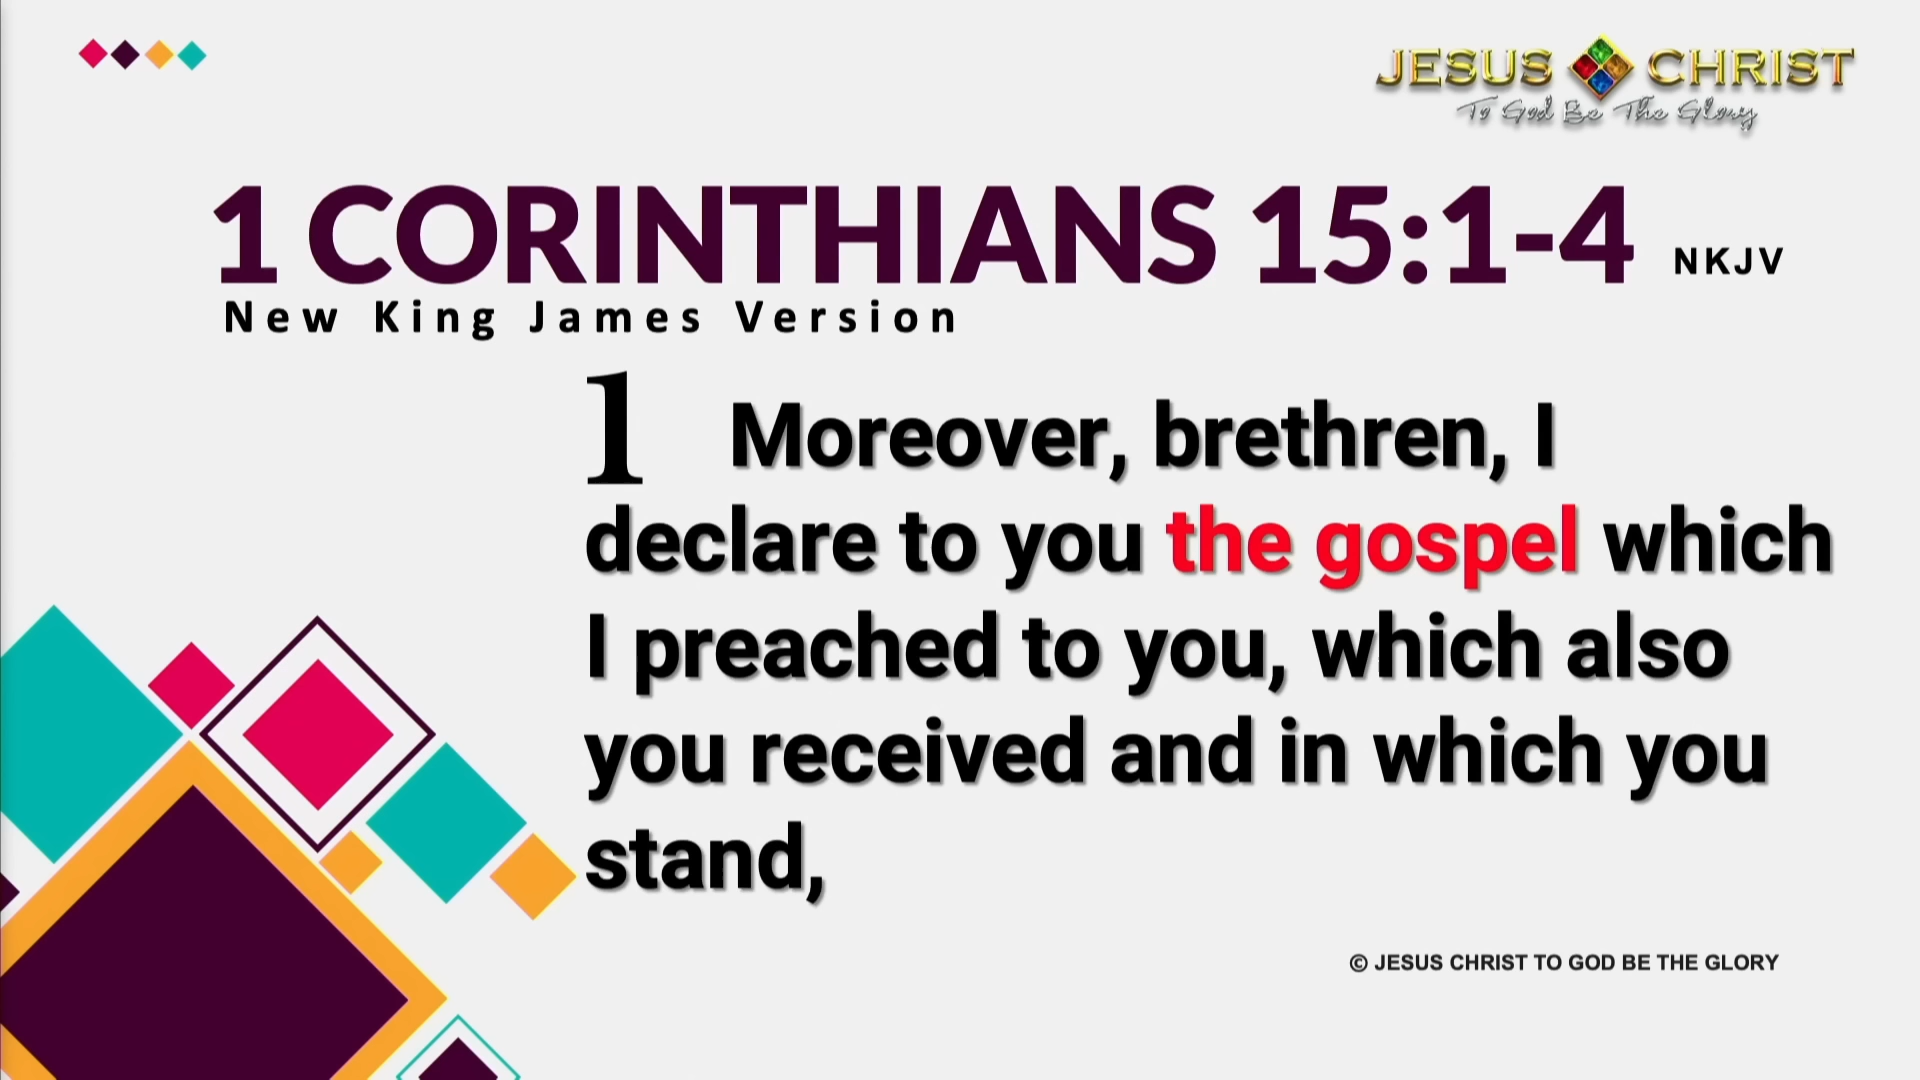 JESUS CHRIST
To God Be The Glory
1 CORINTHIANS 15:1-4 NKJV
New King James Version
1 Moreover, brethren, I
declare to you the gospel which
I preached to you, which also
you received and in which you
stand,
© JESUS CHRIST TO GOD BE THE GLORY